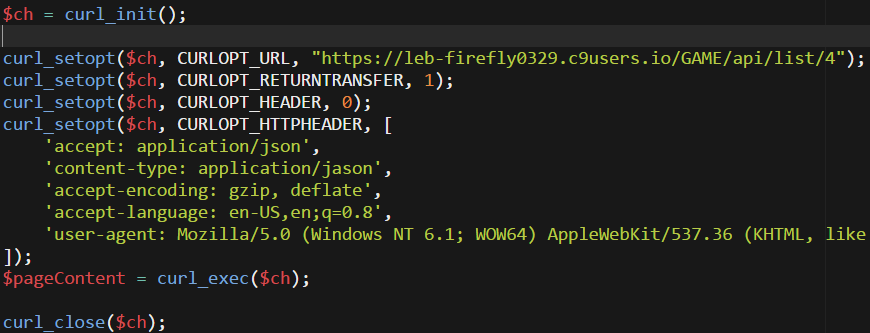 $ch = curl_init();
curl_setopt($ch, CURLOPT_URL, "https://leb-firefly0329.c9users.io/GAME/api/list/4");
curl_setopt($ch, CURLOPT_RETURNTRANSFER, 1);
curl_setopt($ch, CURLOPT_HEADER, 0);
curl_setopt($ch, CURLOPT_HTTPHEADER, [
    'accept: application/json',
    'content-type: application/jason',
    'accept-encoding: gzip, deflate',
    'accept-language: en-US,en;q=0.8',
    'user-agent: Mozilla/5.0 (Windows NT 6.1; WOW64) AppleWebKit/537.36 (KHTML, like
]);
$pageContent = curl_exec($ch);
curl_close($ch);